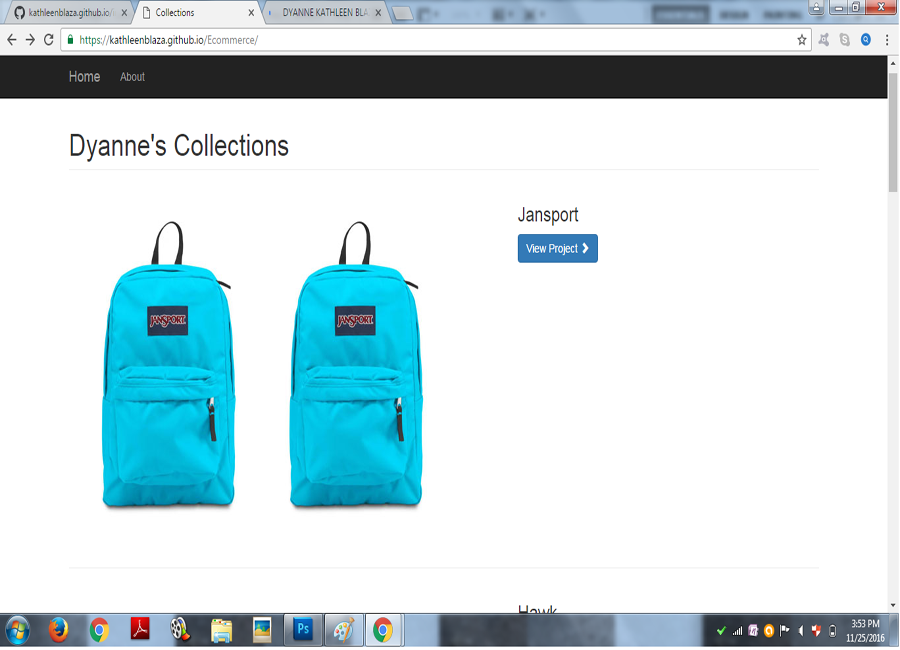 kathleenblaza.github.io/
Collections
DYANNE KATHLEEN BLA
https://kathleenblaza.github.io/Ecommerce/
Home
About
Dyanne's Collections
Jansport
View Project
JANSPORT
JANSPORT
Hawk
Ps
3:53 PM
11/25/2016